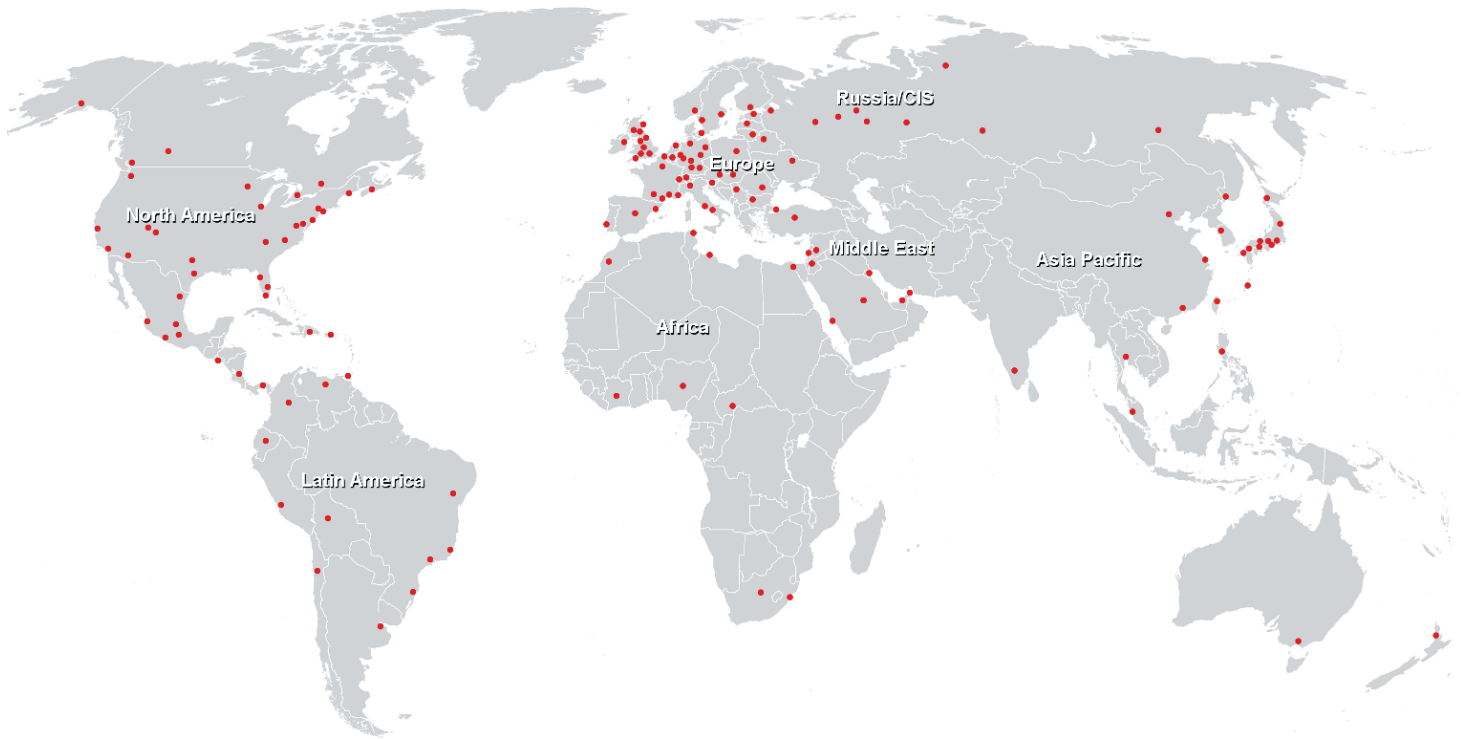 Russia/CIS
Europe
North America
Middle East
Asia Pacific
Africa
Latin America